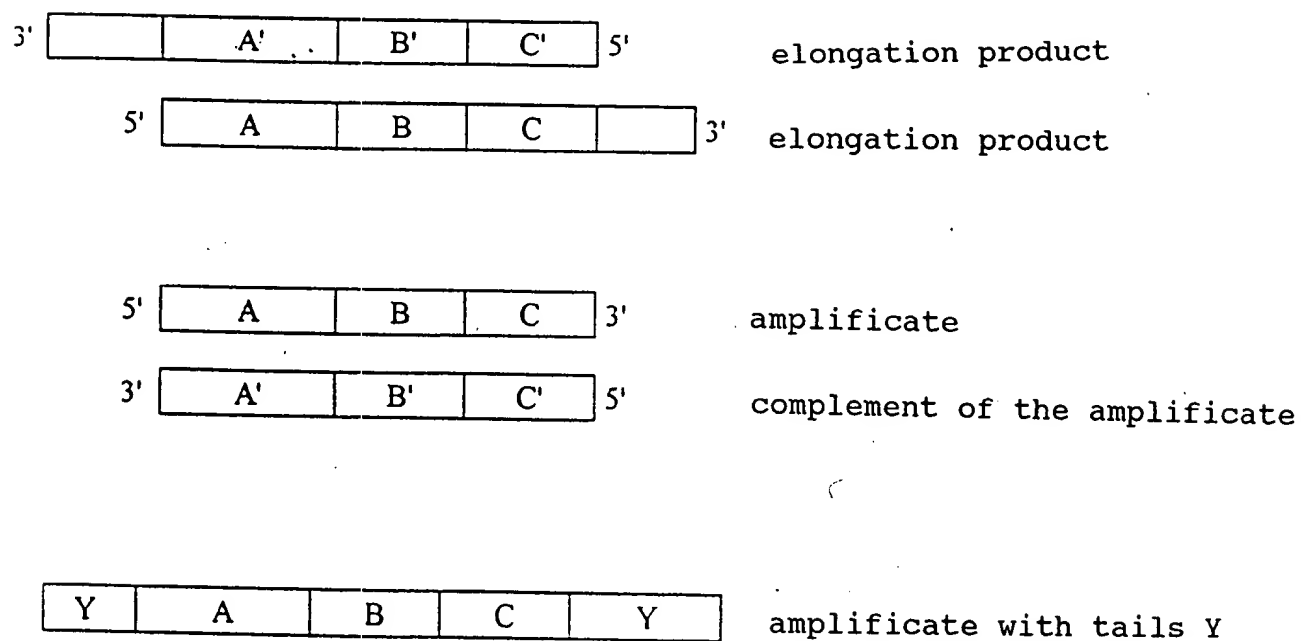 3' A' B' C' 5' elongation product
5' A B C 3' elongation product
5' A B C 3' amplificate
3' A' B' C' 5' complement of the amplificate
Y A B C Y amplificate with tails Y